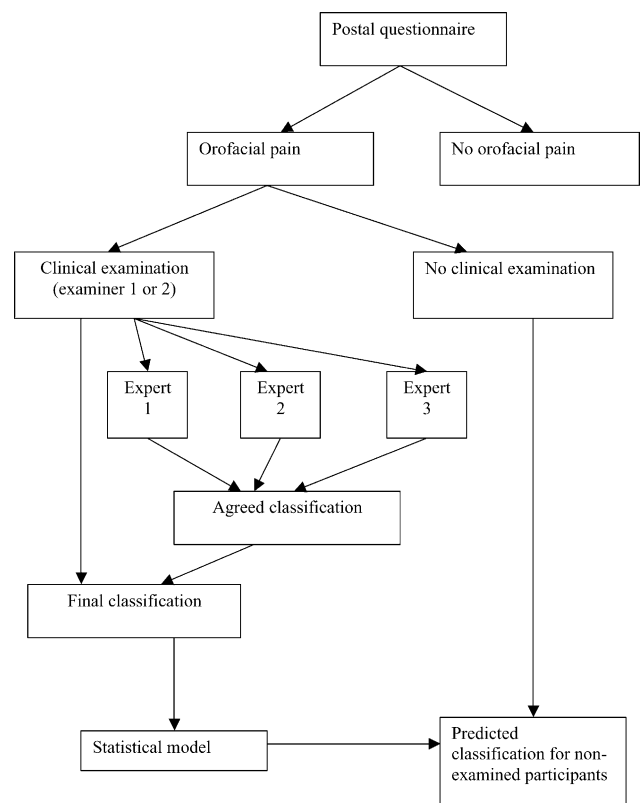 Postal questionnaire
Orofacial pain
No orofacial pain
Clinical examination
(examiner 1 or 2)
No clinical examination
Expert
1
Expert
2
Expert
3
Agreed classification
Final classification
Statistical model
Predicted
classification for non-
examined participants